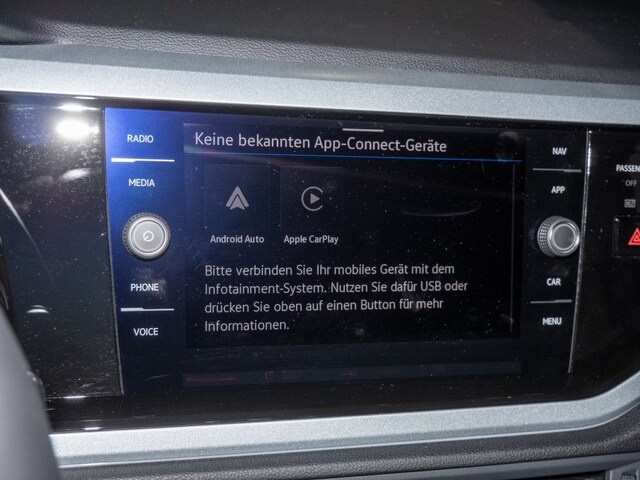 RADIO
MEDIA
PHONE
VOICE
Keine bekannten App-Connect-Geräte
Android Auto
Apple CarPlay
Bitte verbinden Sie Ihr mobiles Gerät mit dem
Infotainment-System. Nutzen Sie dafür USB oder
drücken Sie oben auf einen Button für mehr
Informationen.
NAV
APP
CAR
MENU
PASSEN
OFF
ON